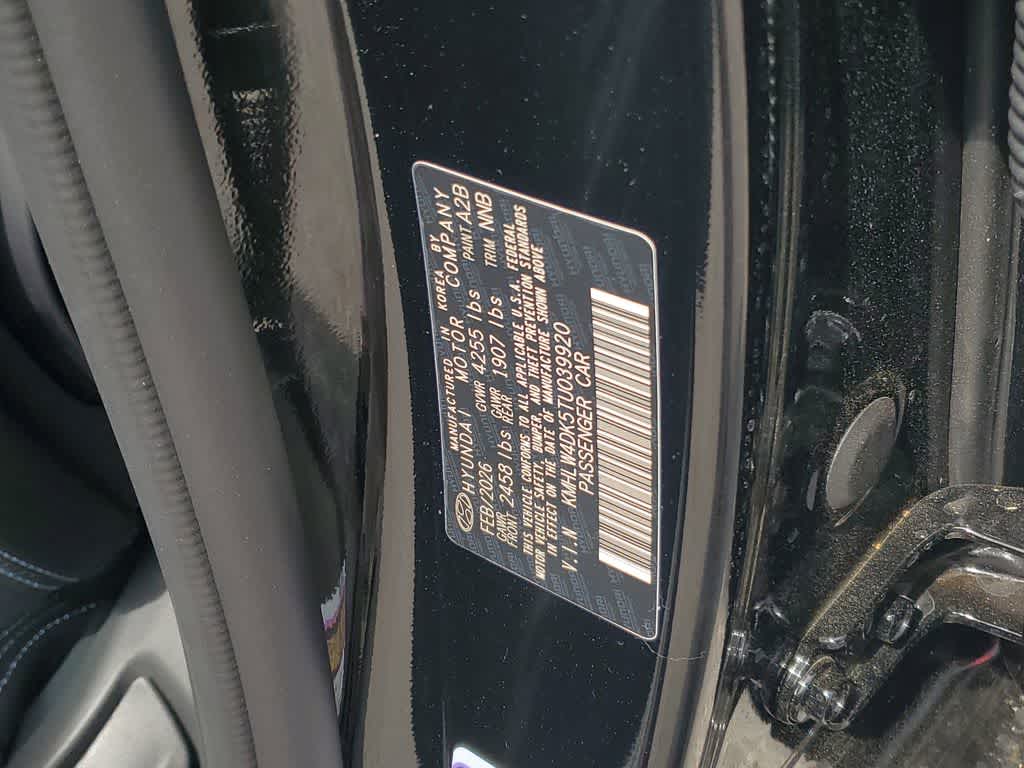 MANUFACTURED IN KOREA BY
HYUNDAI MOTOR COMPANY
FEB/2026 GVWR 4255 lbs PAINT A2B
GAWR FRONT 2458 lbs GAWR REAR 1907 lbs TRIM NNB
THIS VEHICLE CONFORMS TO ALL APPLICABLE U.S.A. FEDERAL
MOTOR VEHICLE SAFETY, BUMPER, AND THEFT PREVENTION STANDARDS
IN EFFECT ON THE DATE OF MANUFACTURE SHOWN ABOVE
V.I.N KMHLW4DK5TU039920
PASSENGER CAR